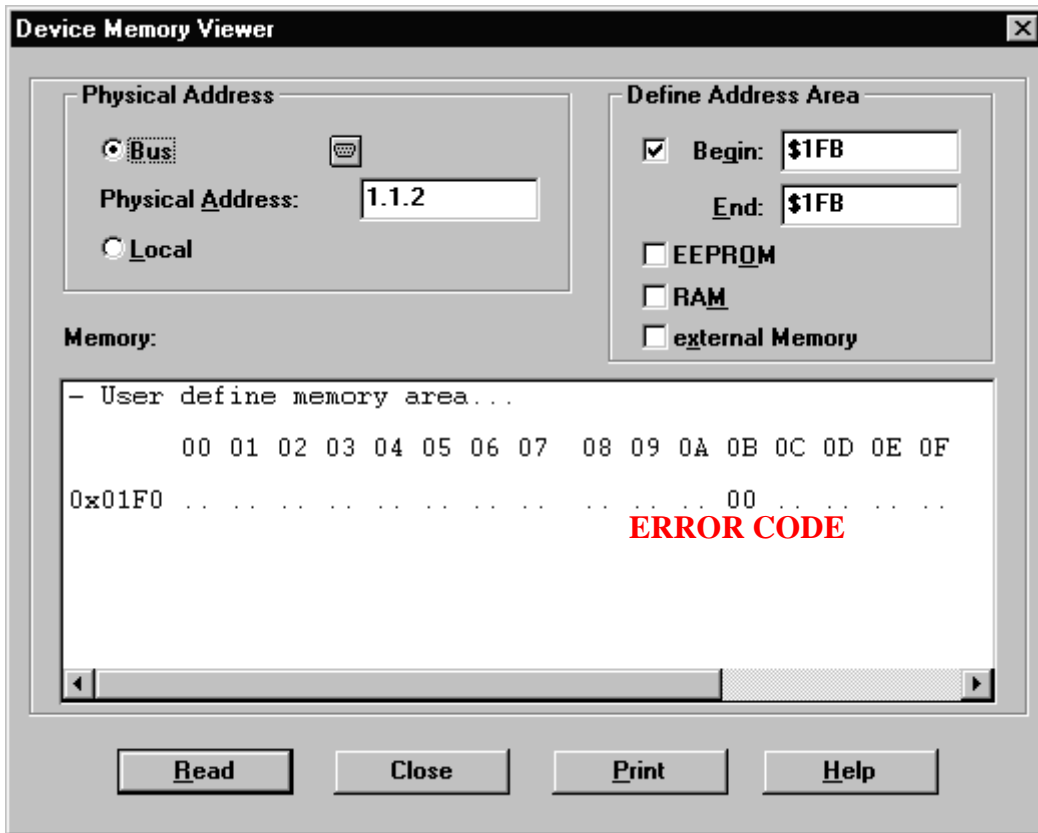 Device Memory Viewer
Physical Address
Bus
Physical Address: 1.1.2
Local
Define Address Area
Begin: $1FB
End: $1FB
EEPROM
RAM
external Memory
Memory:
- User define memory area...
00 01 02 03 04 05 06 07 08 09 0A 0B 0C 0D 0E 0F
0x01F0 .. .. .. .. .. .. .. .. .. .. .. 00 .. .. .. ..
ERROR CODE
Read Close Print Help